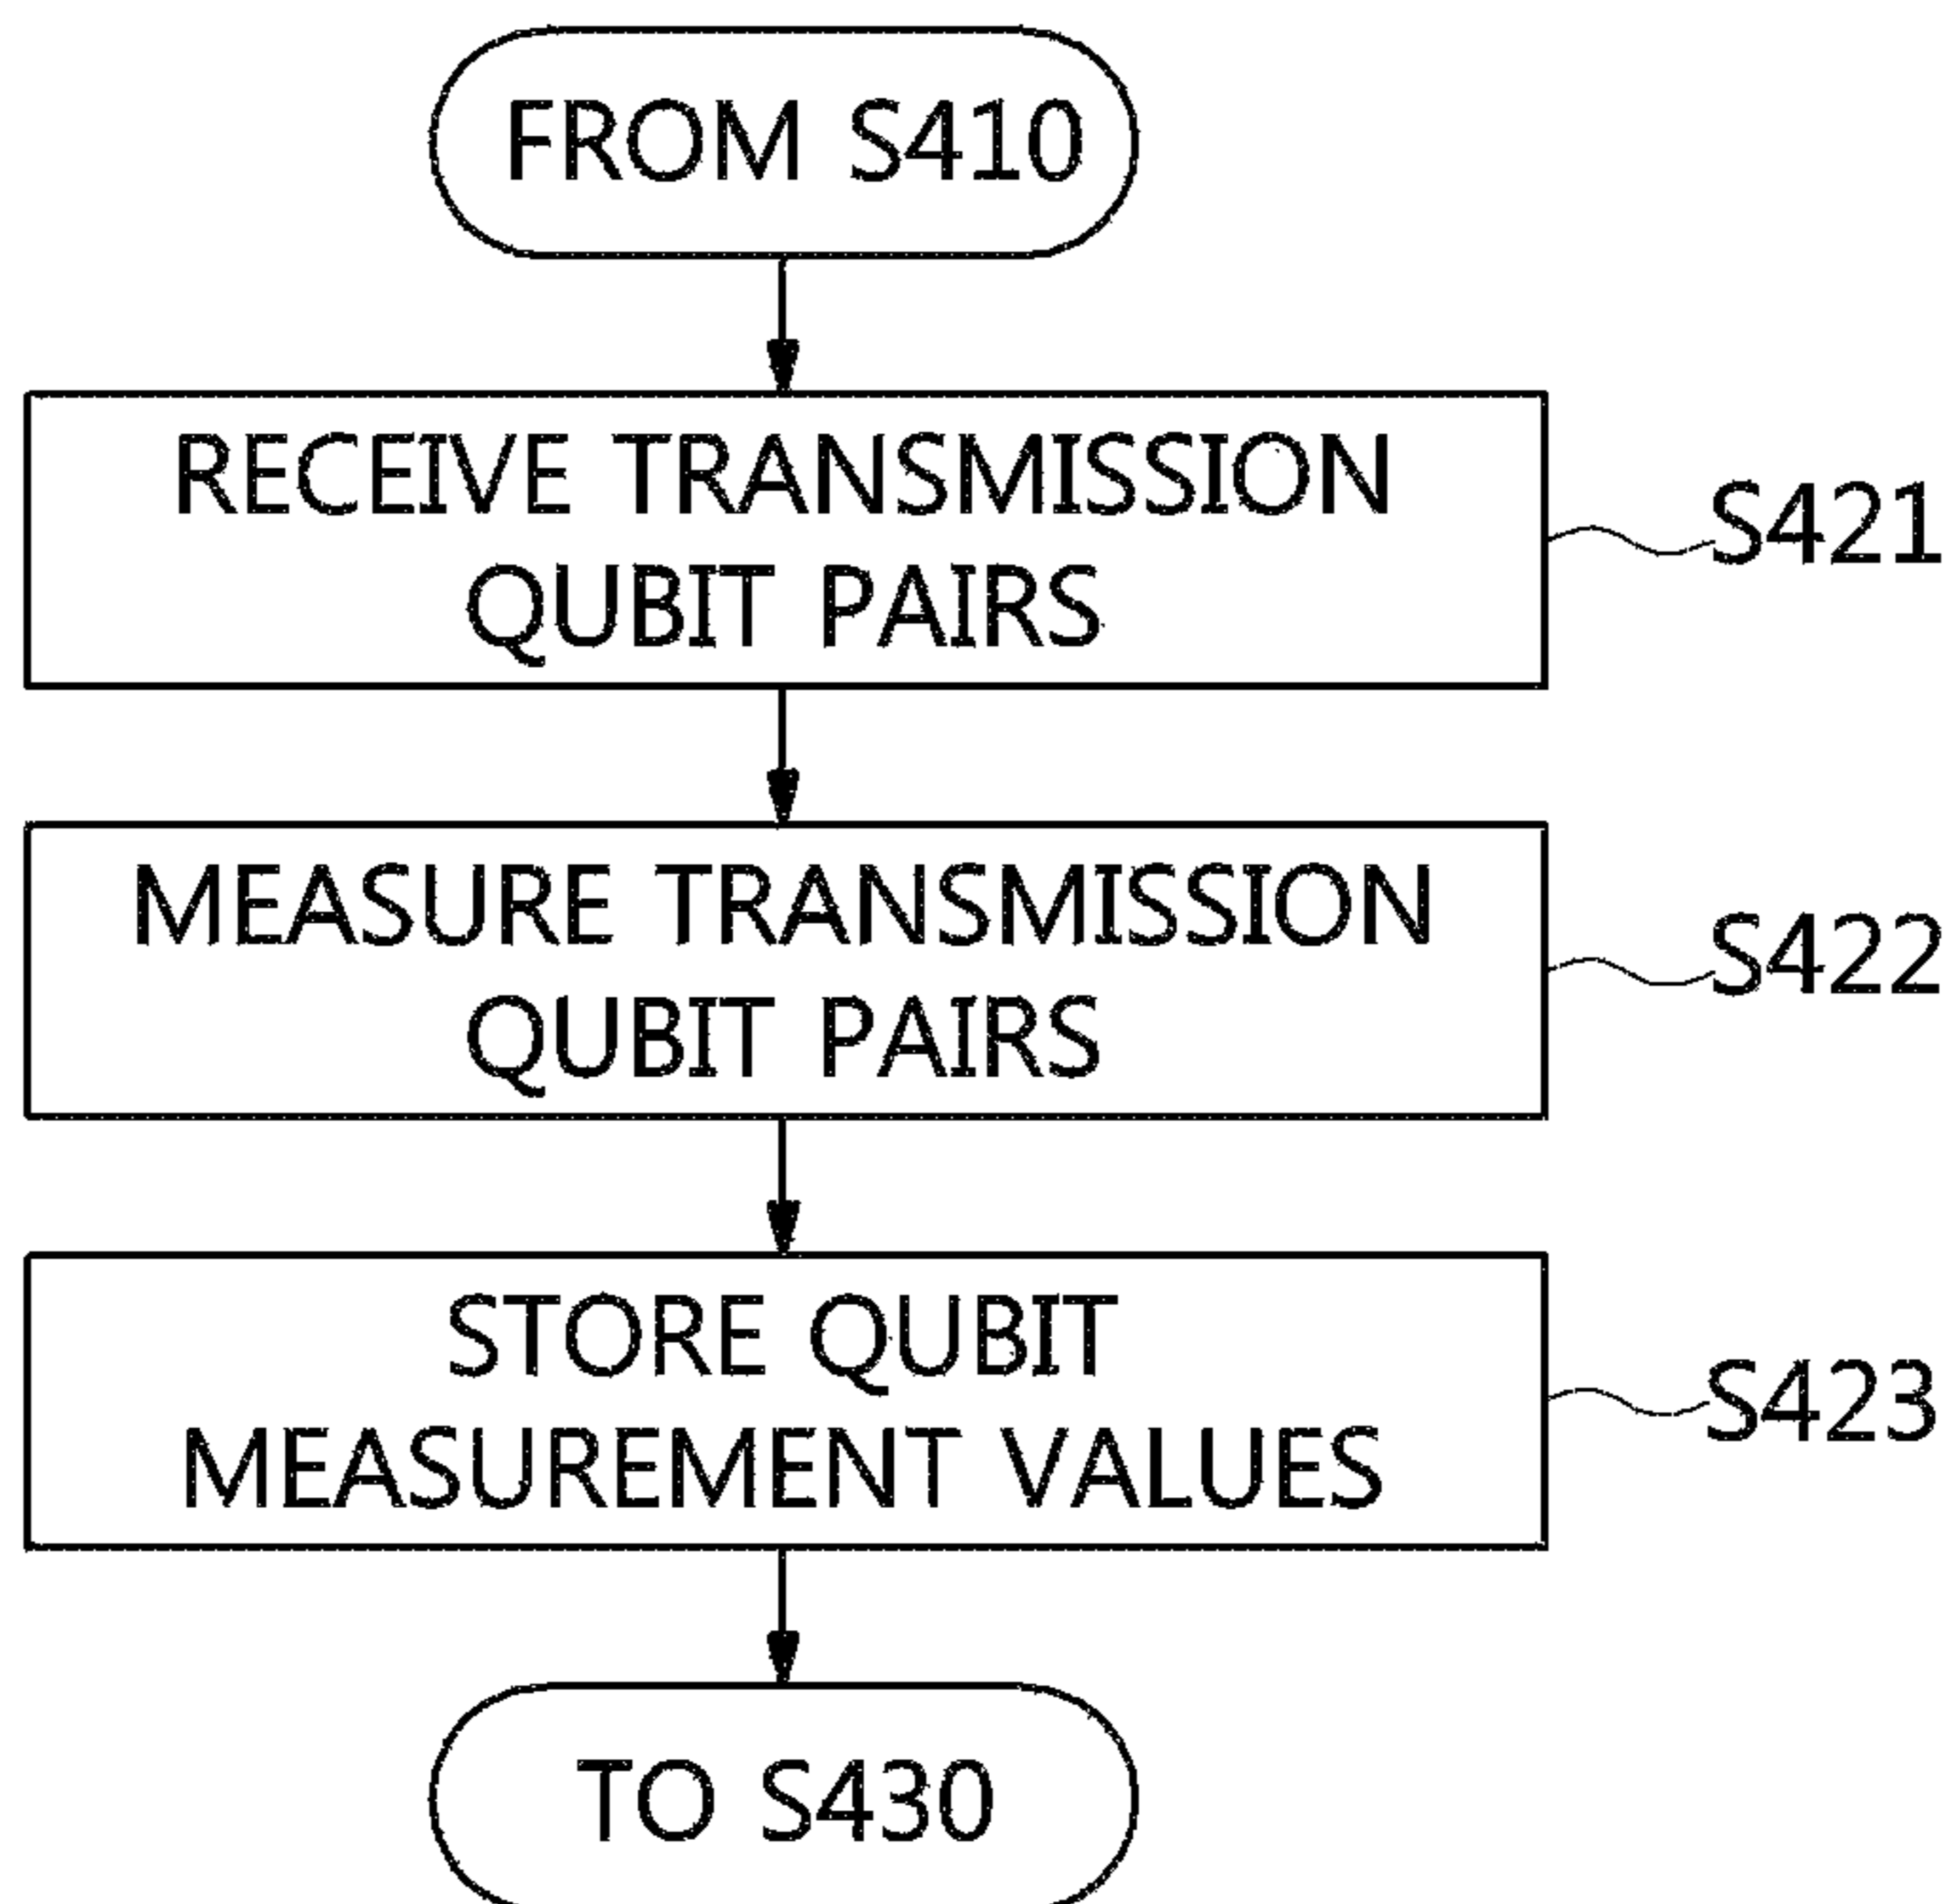 FROM S410
RECEIVE TRANSMISSION
QUBIT PAIRS
S421
MEASURE TRANSMISSION
QUBIT PAIRS
S422
STORE QUBIT
MEASUREMENT VALUES
S423
TO S430